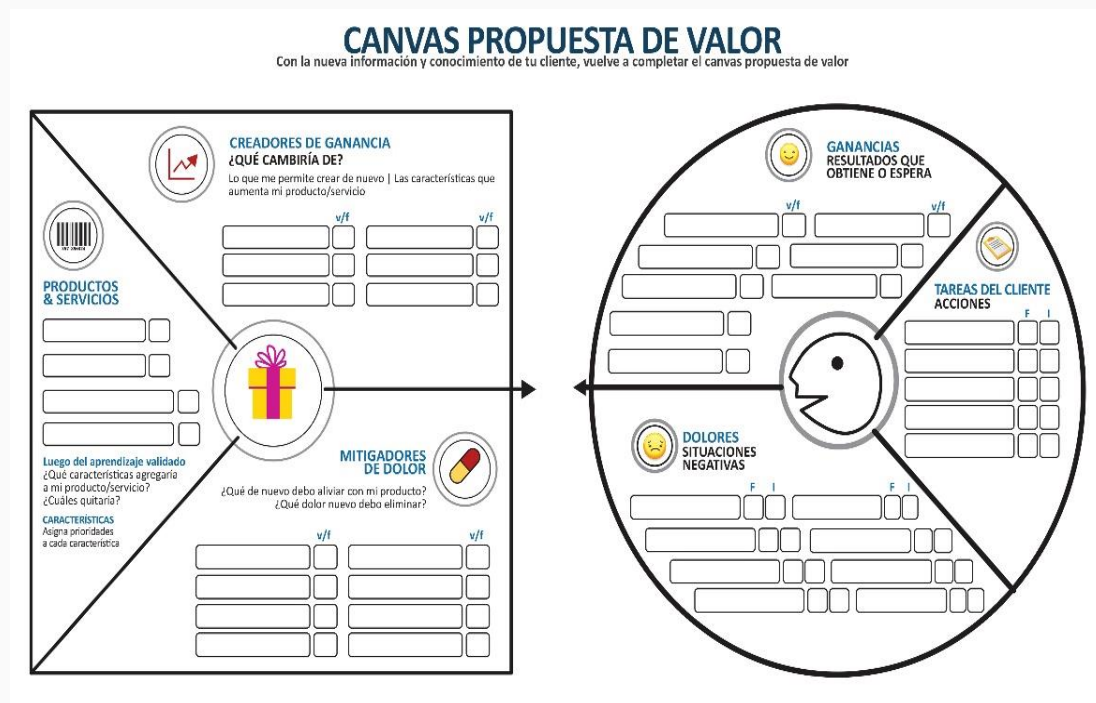 CANVAS PROPUESTA DE VALOR
Con la nueva información y conocimiento de tu cliente, vuelve a completar el canvas propuesta de valor
CREADORES DE GANANCIA
¿QUÉ CAMBIRÍA DE?
Lo que me permite crear de nuevo | Las características que
aumenta mi producto/servicio
v/f
v/f
PRODUCTOS
& SERVICIOS
Luego del aprendizaje validado
¿Qué características agregaría
a mi producto/servicio?
¿Cuáles quitaría?
CARACTERÍSTICAS
Asigna prioridades
a cada característica
MITIGADORES
DE DOLOR
¿Qué de nuevo debo aliviar con mi producto?
¿Qué dolor nuevo debo eliminar?
v/f
v/f
GANANCIAS
RESULTADOS QUE
OBTIENE O ESPERA
v/f
v/f
TAREAS DEL CLIENTE
ACCIONES
F I
DOLORES
SITUACIONES
NEGATIVAS
F I
F I